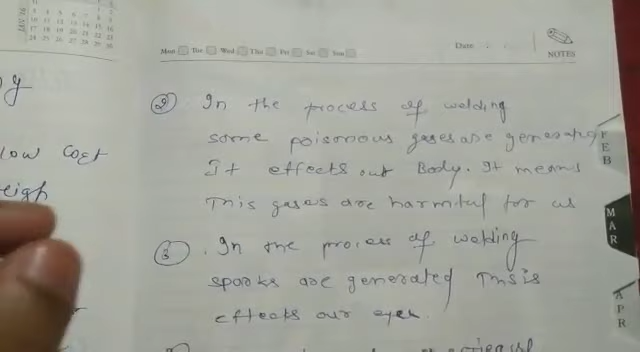 Mon Tue Wed Thu Fri Sat Sun
Date : :
NOTES
low cost
② In the process of welding
some poisonous gases are generated
It effects out Body. It means
This gases are harmful for us
③ . In the process of welding
sparks are generated This is
effects our eyes.
FEB
MAR
APR